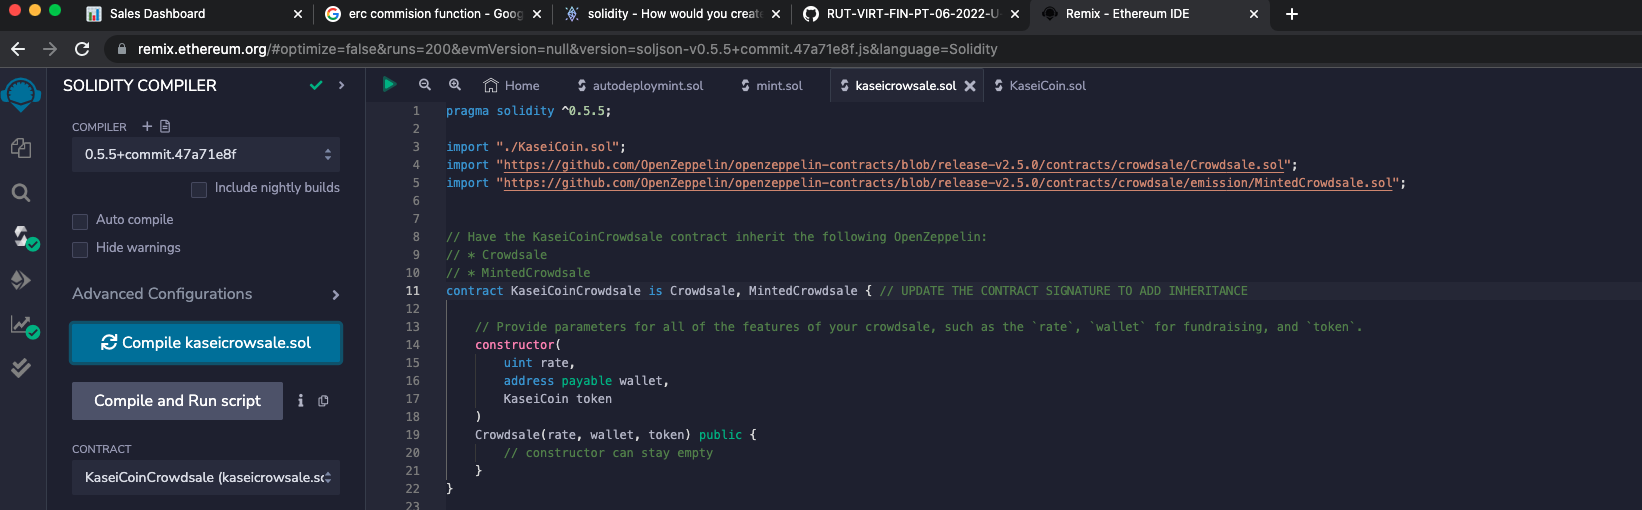 Sales Dashboard
erc commision function - Goog
solidity - How would you create
RUT-VIRT-FIN-PT-06-2022-U-
Remix - Ethereum IDE
remix.ethereum.org/#optimize=false&runs=200&evmVersion=null&version=soljson-v0.5.5+commit.47a71e8f.js&language=Solidity
SOLIDITY COMPILER
Home
autodeploymint.sol
mint.sol
kaseicrowsale.sol
KaseiCoin.sol
COMPILER
0.5.5+commit.47a71e8f
Include nightly builds
Auto compile
Hide warnings
Advanced Configurations
Compile kaseicrowsale.sol
Compile and Run script
CONTRACT
KaseiCoinCrowdsale (kaseicrowsale.sc
1 pragma solidity ^0.5.5;
2
3 import "./KaseiCoin.sol";
4 import "https://github.com/OpenZeppelin/openzeppelin-contracts/blob/release-v2.5.0/contracts/crowdsale/Crowdsale.sol";
5 import "https://github.com/OpenZeppelin/openzeppelin-contracts/blob/release-v2.5.0/contracts/crowdsale/emission/MintedCrowdsale.sol";
6
7
8 // Have the KaseiCoinCrowdsale contract inherit the following OpenZeppelin:
9 // * Crowdsale
10 // * MintedCrowdsale
11 contract KaseiCoinCrowdsale is Crowdsale, MintedCrowdsale { // UPDATE THE CONTRACT SIGNATURE TO ADD INHERITANCE
12
13 // Provide parameters for all of the features of your crowdsale, such as the `rate`, `wallet` for fundraising, and `token`.
14 constructor(
15 uint rate,
16 address payable wallet,
17 KaseiCoin token
18 )
19 Crowdsale(rate, wallet, token) public {
20 // constructor can stay empty
21 }
22 }
23